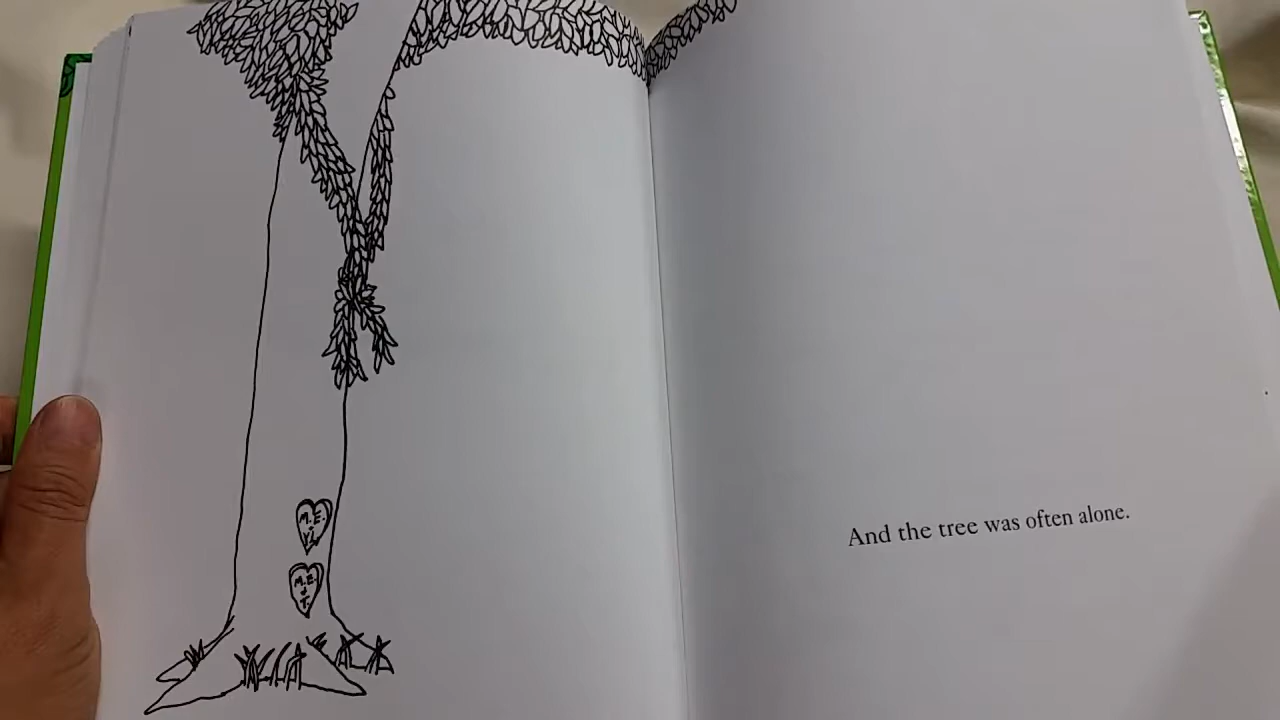 M.E.
Y.L.
M.E.
T.
And the tree was often alone.